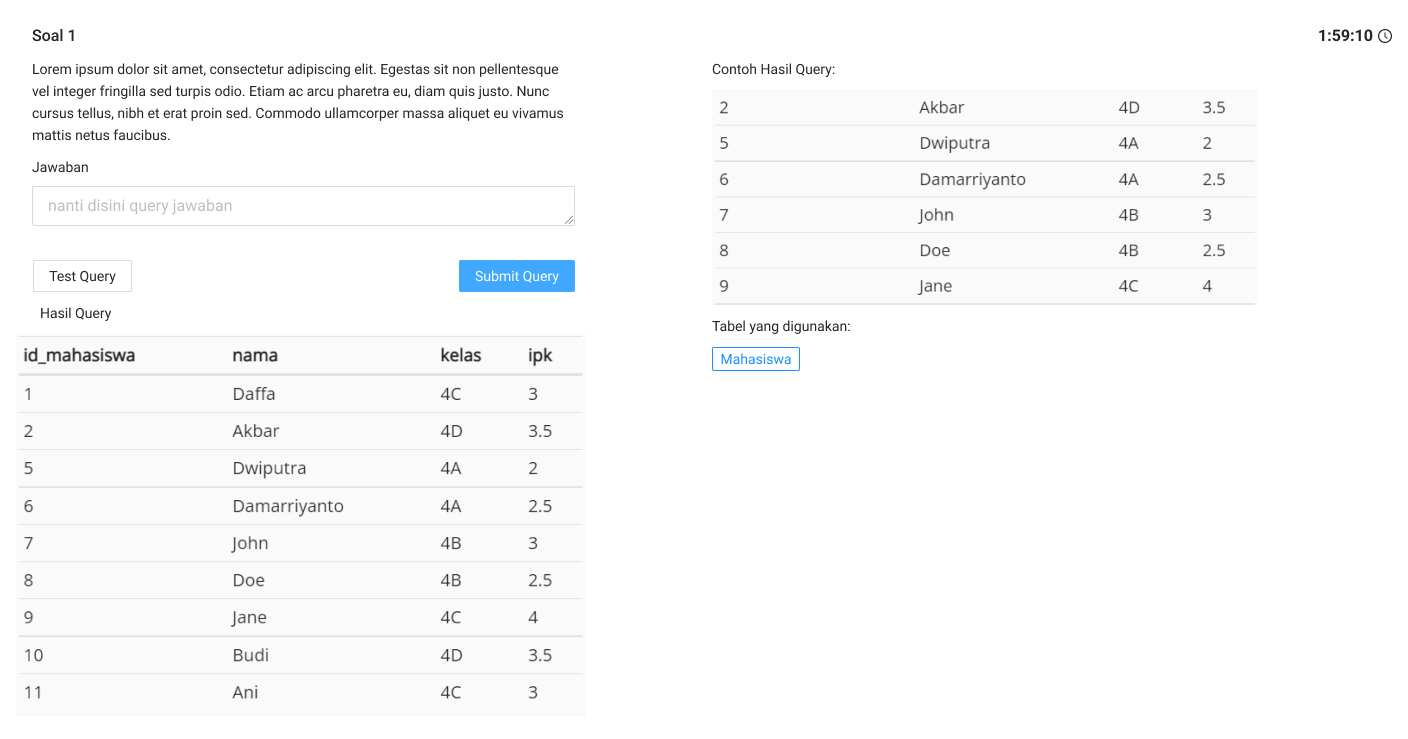 Soal 1
1:59:10
Lorem ipsum dolor sit amet, consectetur adipiscing elit. Egestas sit non pellentesque
vel integer fringilla sed turpis odio. Etiam ac arcu pharetra eu, diam quis justo. Nunc
cursus tellus, nibh et erat proin sed. Commodo ullamcorper massa aliquet eu vivamus
mattis netus faucibus.
Jawaban
nanti disini query jawaban
Test Query
Submit Query
Hasil Query
id_mahasiswa nama kelas ipk
1 Daffa 4C 3
2 Akbar 4D 3.5
5 Dwiputra 4A 2
6 Damarriyanto 4A 2.5
7 John 4B 3
8 Doe 4B 2.5
9 Jane 4C 4
10 Budi 4D 3.5
11 Ani 4C 3
Contoh Hasil Query:
2 Akbar 4D 3.5
5 Dwiputra 4A 2
6 Damarriyanto 4A 2.5
7 John 4B 3
8 Doe 4B 2.5
9 Jane 4C 4
Tabel yang digunakan:
Mahasiswa